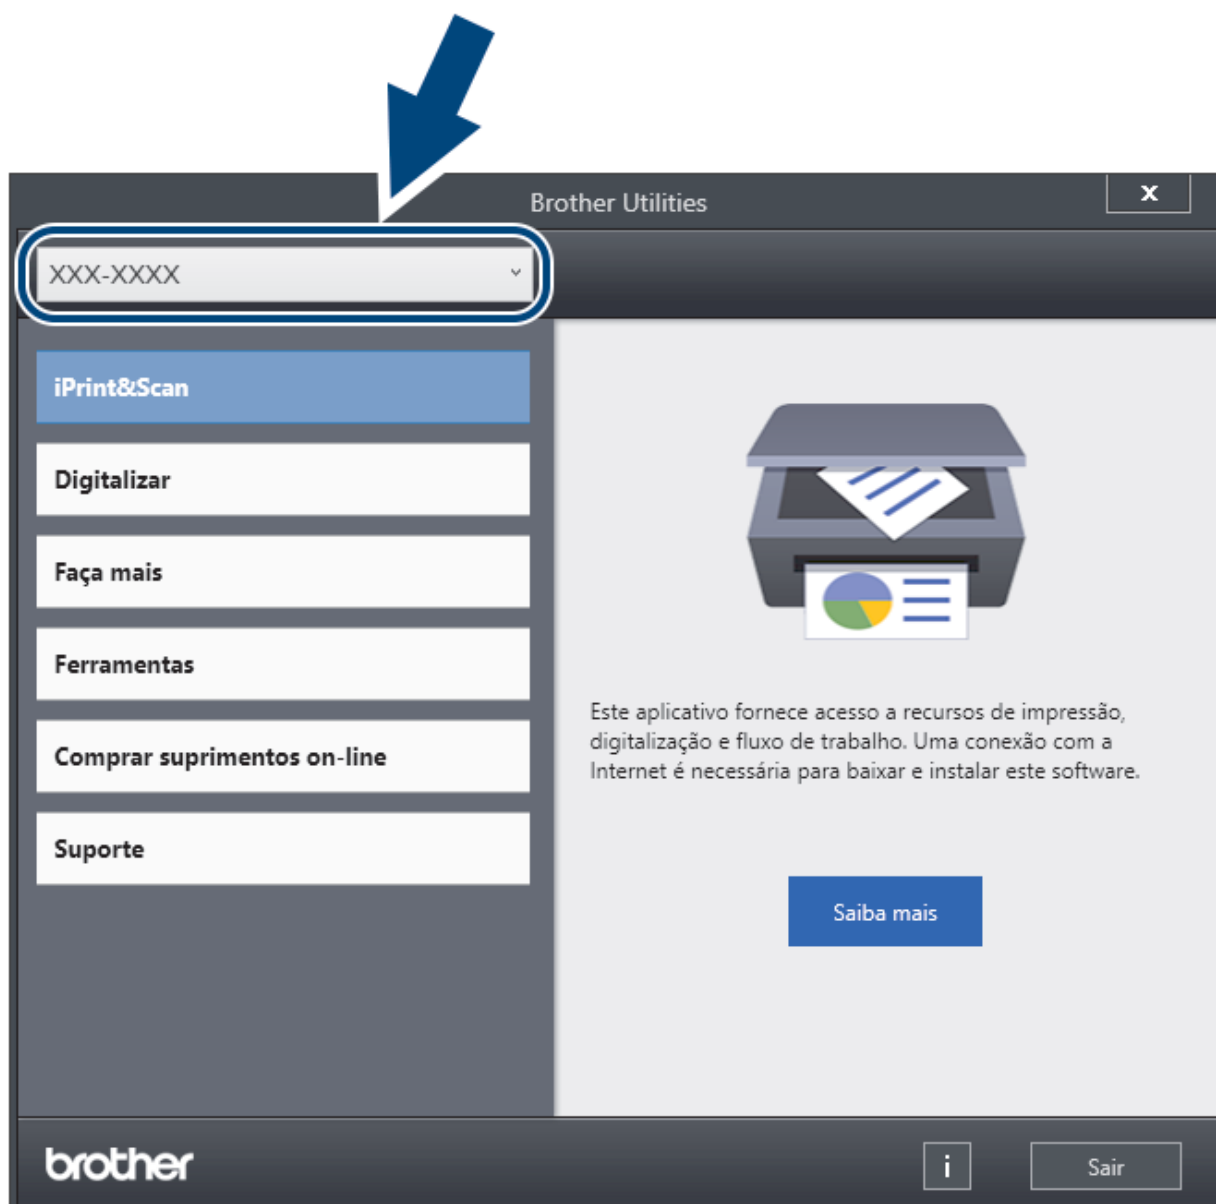 Brother Utilities
X
XXX-XXXX
iPrint&Scan
Digitalizar
Faça mais
Ferramentas
Comprar suprimentos on-line
Suporte
Este aplicativo fornece acesso a recursos de impressão,
digitalização e fluxo de trabalho. Uma conexão com a
Internet é necessária para baixar e instalar este software.
Saiba mais
brother
i
Sair